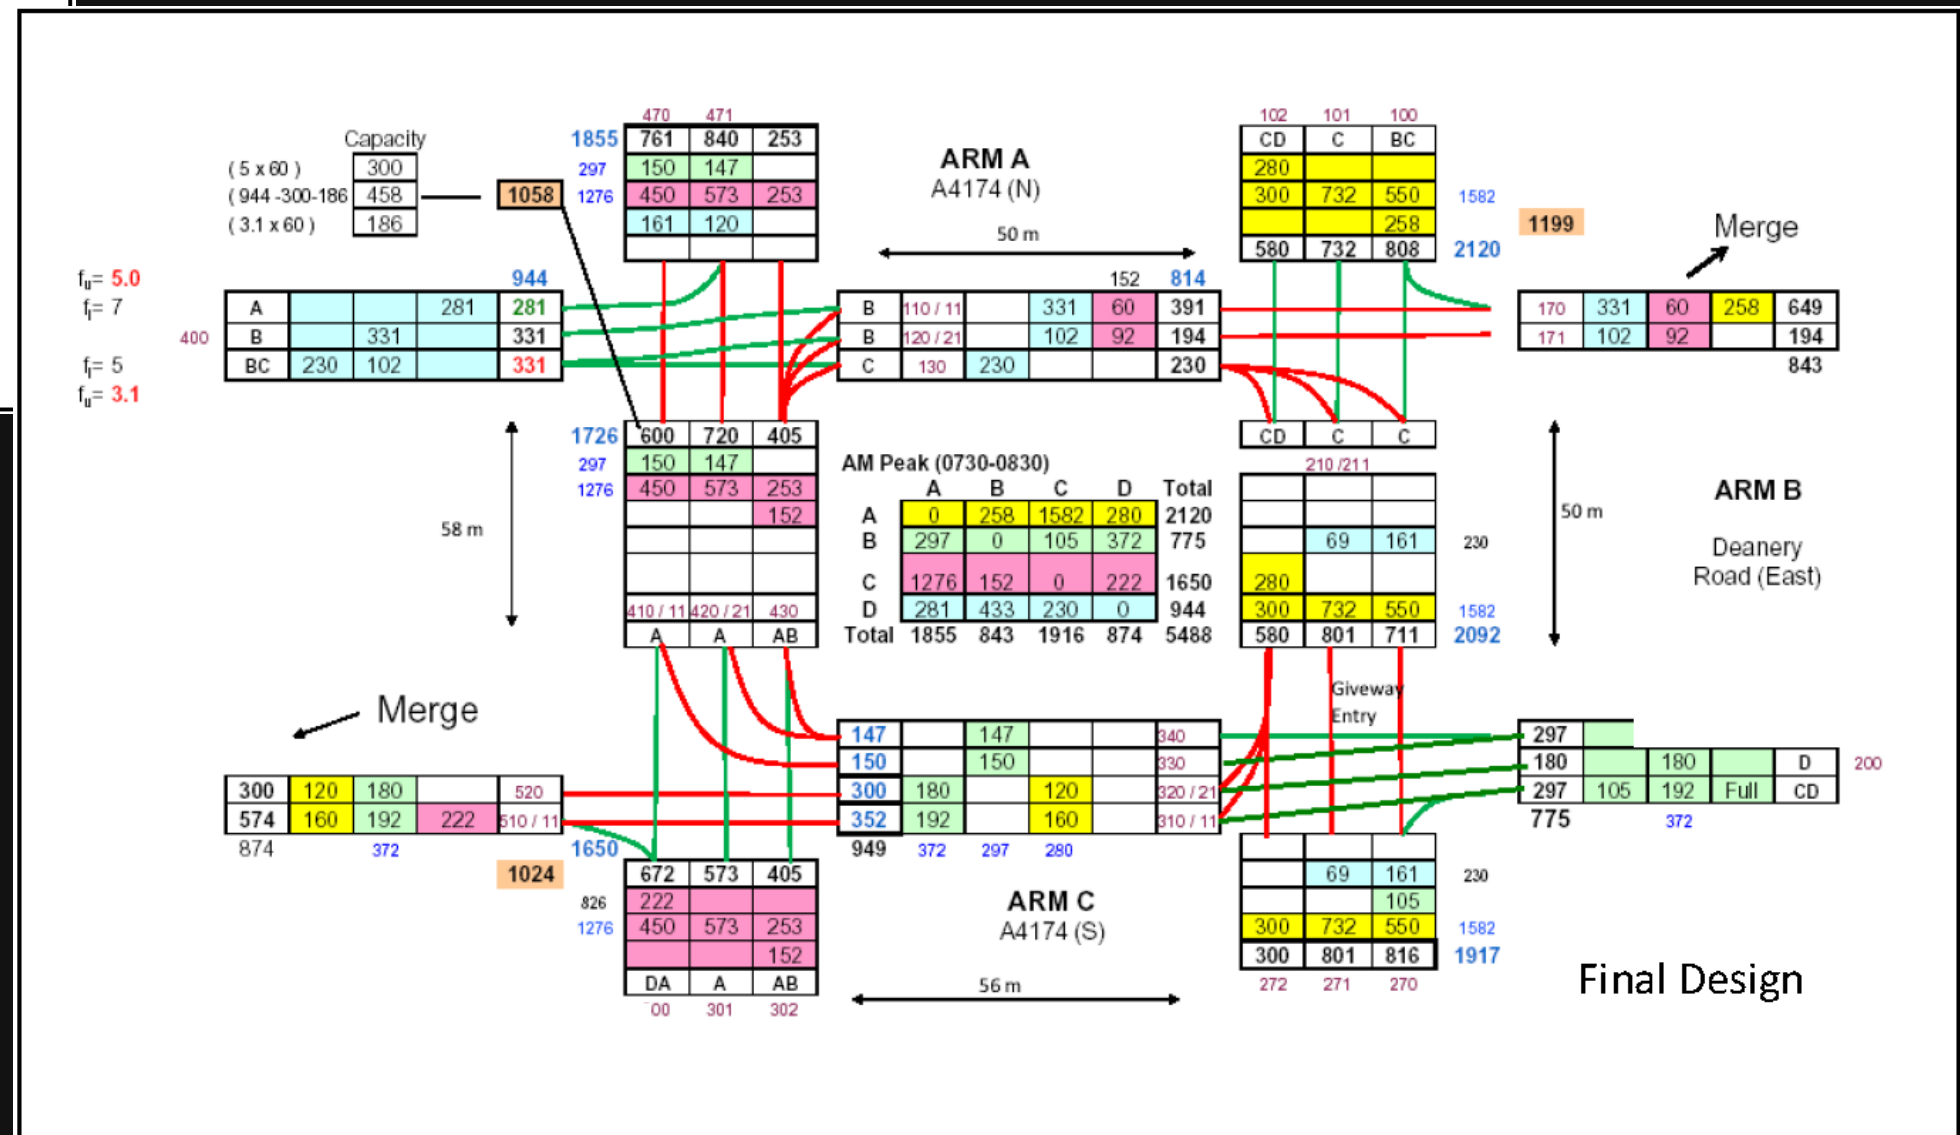 470 471
102 101 100
Capacity
1855 761 840 253
ARM A
CD C BC
( 5 x 60 ) 300
297 150 147
A4174 (N)
280
( 944 -300-186 458
1058
1276 450 573 253
300 732 550 1582
( 3.1 x 60 ) 186
161 120
258
1199
Merge
50 m
580 732 808 2120
fu= 5.0
944
152 814
fi= 7
A 281 281
B 110 / 11 331 60 391
170 331 60 258 649
400 B 331 331
B 120 / 21 102 92 194
171 102 92 194
fi= 5
BC 230 102 331
C 130 230 230
843
fu= 3.1
1726 600 720 405
CD C C
297 150 147
AM Peak (0730-0830)
210 /211
1276 450 573 253
A B C D Total
ARM B
152
A 0 258 1582 280 2120
58 m
50 m
B 297 0 105 372 775
69 161 230
Deanery
Road (East)
C 1276 152 0 222 1650
280
410 / 11 420 / 21 430
D 281 433 230 0 944
300 732 550 1582
A A AB
Total 1855 843 1916 874 5488
580 801 711 2092
Giveway
Entry
Merge
147 147 340
297
150 150 330
180 180 D 200
300 120 180 520
300 180 120 320 / 21
297 105 192 Full CD
574 160 192 222 510 / 11
352 192 160 310 / 11
775 372
874 372
1650
949 372 297 280
1024
672 573 405
69 161 230
826 222
ARM C
105
1276 450 573 253
A4174 (S)
300 732 550 1582
152
300 801 816 1917
Final Design
DA A AB
56 m
272 271 270
00 301 302